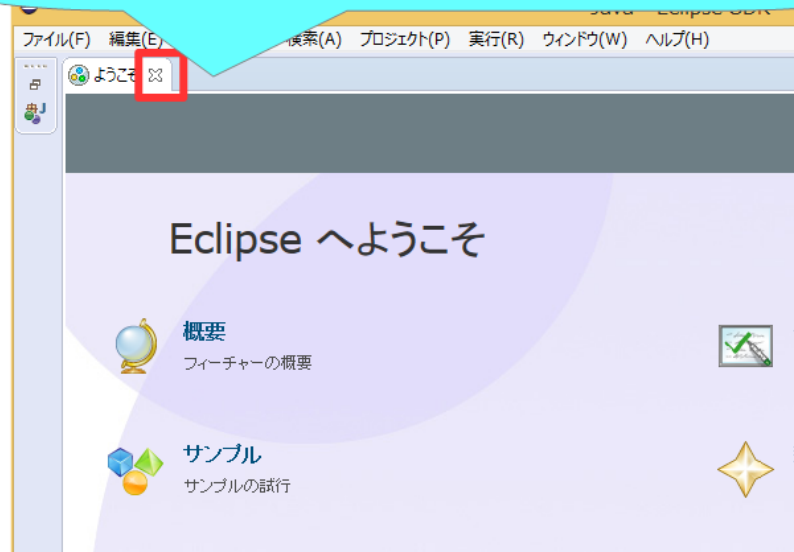 Java Eclipse SDK
ファイル(F) 編集(E) 検索(A) プロジェクト(P) 実行(R) ウィンドウ(W) ヘルプ(H)
ようこそ
Eclipse へようこそ
概要
フィーチャーの概要
サンプル
サンプルの試行